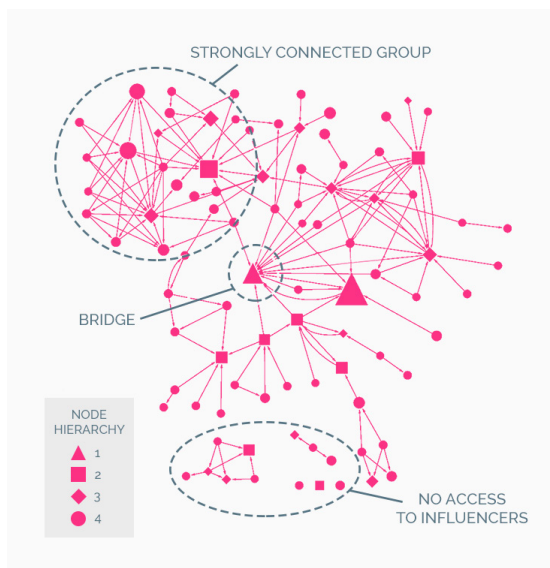 STRONGLY CONNECTED GROUP
BRIDGE
NODE
HIERARCHY
1
2
3
4
NO ACCESS
TO INFLUENCERS